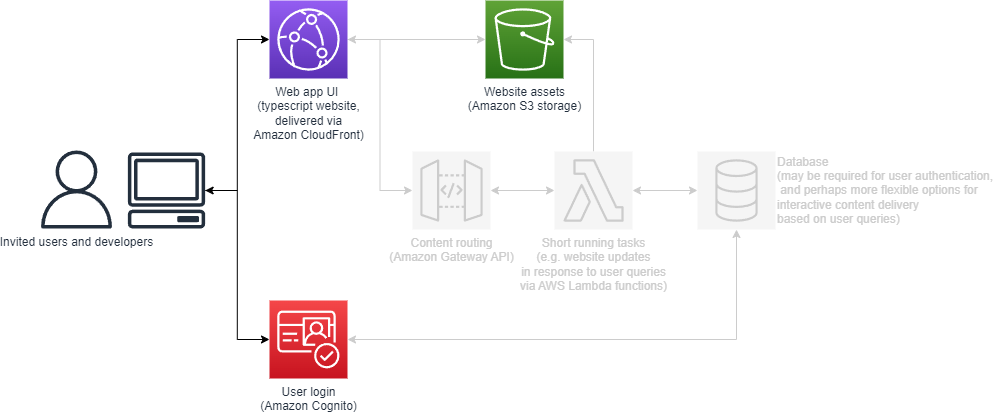 Web app UI
(typescript website,
delivered via
Amazon CloudFront)
Website assets
(Amazon S3 storage)
Database
(may be required for user authentication,
and perhaps more flexible options for
interactive content delivery
based on user queries)
Invited users and developers
Content routing
(Amazon Gateway API)
Short running tasks
(e.g. website updates
in response to user queries
via AWS Lambda functions)
User login
(Amazon Cognito)